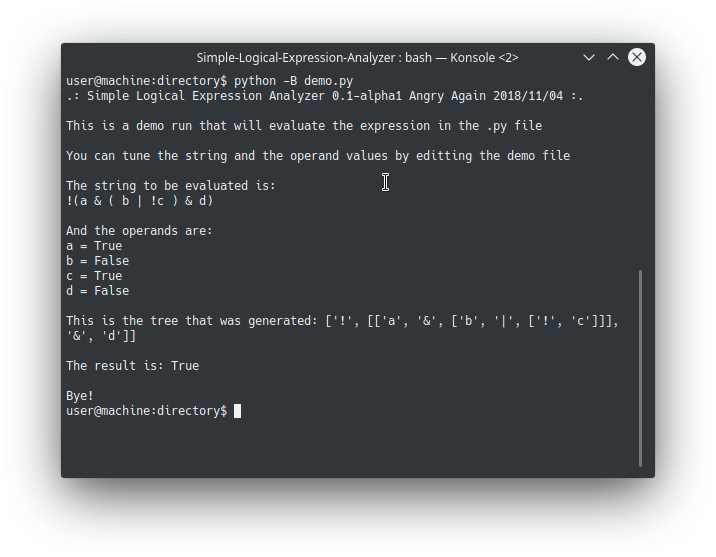 Simple-Logical-Expression-Analyzer : bash — Konsole <2>
user@machine:directory$ python -B demo.py
.: Simple Logical Expression Analyzer 0.1-alpha1 Angry Again 2018/11/04 :.
This is a demo run that will evaluate the expression in the .py file
You can tune the string and the operand values by editting the demo file
The string to be evaluated is:
!(a & ( b | !c ) & d)
And the operands are:
a = True
b = False
c = True
d = False
This is the tree that was generated: ['!', [['a', '&', ['b', '|', ['!', 'c']]],
'&', 'd']]
The result is: True
Bye!
user@machine:directory$